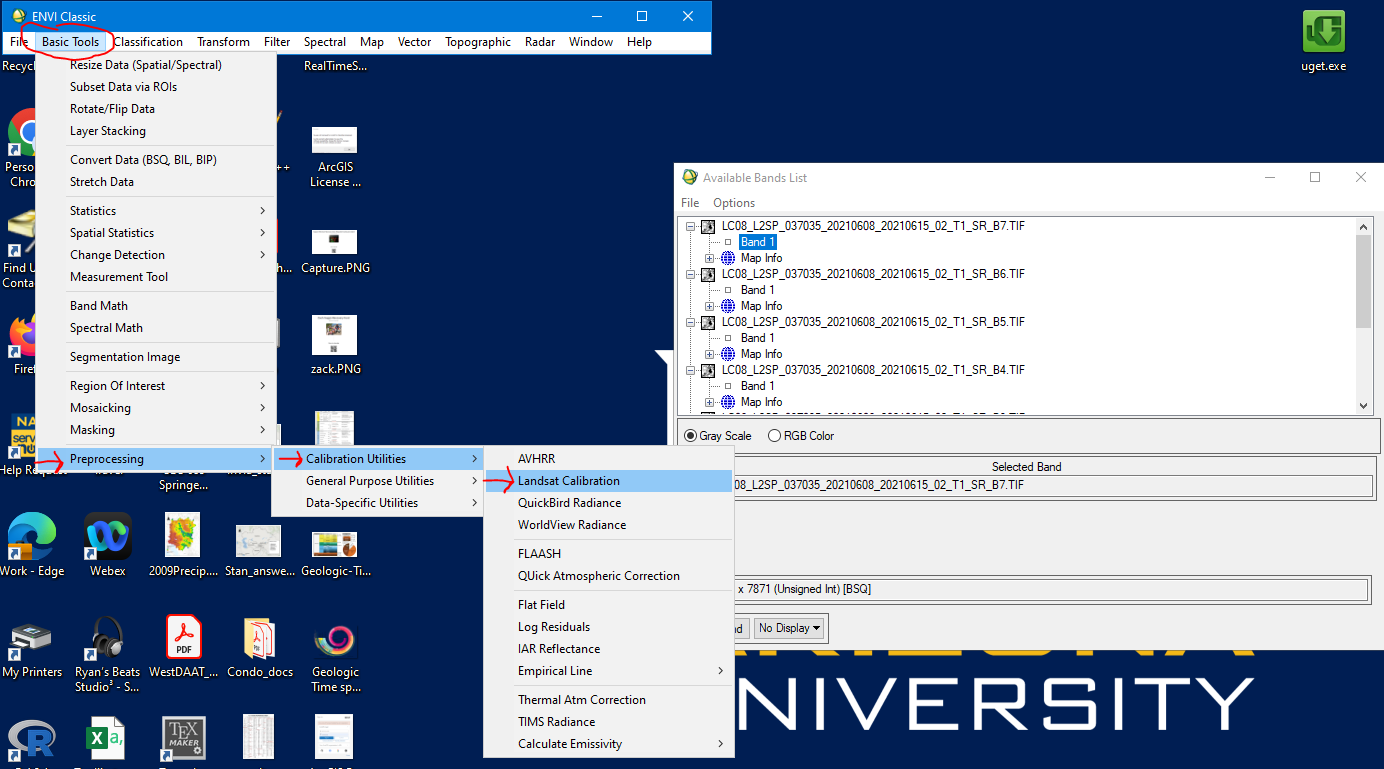 ENVI Classic
File Basic Tools Classification Transform Filter Spectral Map Vector Topographic Radar Window Help
Resize Data (Spatial/Spectral)
Subset Data via ROIs
Rotate/Flip Data
Layer Stacking
Convert Data (BSQ, BIL, BIP)
Stretch Data
Statistics
Spatial Statistics
Change Detection
Measurement Tool
Band Math
Spectral Math
Segmentation Image
Region Of Interest
Mosaicking
Masking
Preprocessing
Calibration Utilities
General Purpose Utilities
Data-Specific Utilities
AVHRR
Landsat Calibration
QuickBird Radiance
WorldView Radiance
FLAASH
QUick Atmospheric Correction
Flat Field
Log Residuals
IAR Reflectance
Empirical Line
Thermal Atm Correction
TIMS Radiance
Calculate Emissivity
Available Bands List
File Options
LC08_L2SP_037035_20210608_20210615_02_T1_SR_B7.TIF
Band 1
Map Info
LC08_L2SP_037035_20210608_20210615_02_T1_SR_B6.TIF
Band 1
Map Info
LC08_L2SP_037035_20210608_20210615_02_T1_SR_B5.TIF
Band 1
Map Info
LC08_L2SP_037035_20210608_20210615_02_T1_SR_B4.TIF
Band 1
Map Info
Gray Scale RGB Color
Selected Band
08_L2SP_037035_20210608_20210615_02_T1_SR_B7.TIF
x 7871 (Unsigned Int) [BSQ]
No Display
uget.exe
Recyc
RealTimeS...
Perso
Chro
++
ArcGIS
License ...
Find U
Conta
h...
Capture.PNG
Firef
zack.PNG
NA
servi
Help Req
Springe...
Work - Edge
Webex
2009Precip....
Stan_answe...
Geologic-Ti...
My Printers
Ryan's Beats
Studio³ - S...
PDF
WestDAAT_...
Condo_docs
Geologic
Time sp...
R
X a,
TEX
MAKER
NIVERSITY